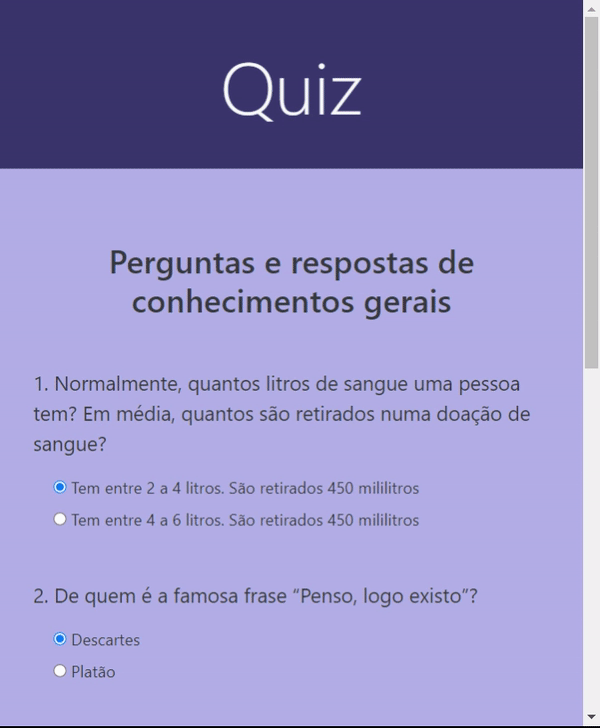 Quiz
Perguntas e respostas de
conhecimentos gerais
1. Normalmente, quantos litros de sangue uma pessoa
tem? Em média, quantos são retirados numa doação de
sangue?
Tem entre 2 a 4 litros. São retirados 450 mililitros
Tem entre 4 a 6 litros. São retirados 450 mililitros
2. De quem é a famosa frase “Penso, logo existo”?
Descartes
Platão